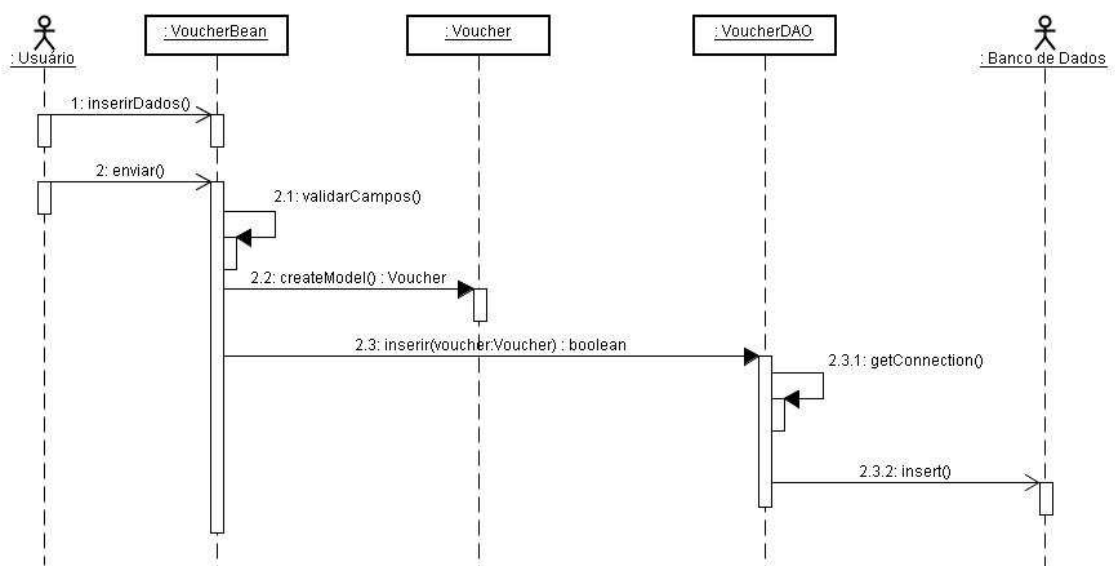 : Usuário
: VoucherBean
: Voucher
: VoucherDAO
: Banco de Dados
1: inserirDados()
2: enviar()
2.1: validarCampos()
2.2: createModel() : Voucher
2.3: inserir(voucher:Voucher) : boolean
2.3.1: getConnection()
2.3.2: insert()